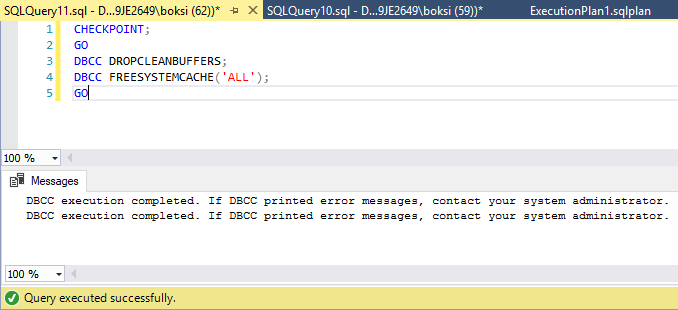 SQLQuery11.sql - D...9JE2649\boksi (62))* SQLQuery10.sql - D...9JE2649\boksi (59))* ExecutionPlan1.sqlplan
1 CHECKPOINT;
2 GO
3 DBCC DROPCLEANBUFFERS;
4 DBCC FREESYSTEMCACHE('ALL');
5 GO
100 %
Messages
DBCC execution completed. If DBCC printed error messages, contact your system administrator.
DBCC execution completed. If DBCC printed error messages, contact your system administrator.
100 %
Query executed successfully.